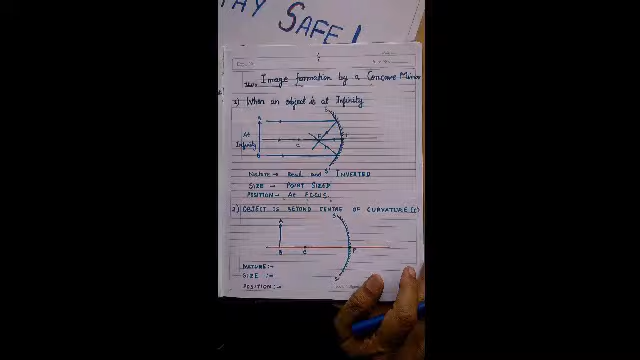 STAY SAFE!
Image formation by a Concave Mirror
1) When an object is at Infinity
S
A
At
Infinity
C
F
P
B
S'
Nature → Real and INVERTED
SIZE → POINT SIZED
POSITION → At FOCUS
2) OBJECT IS BEYOND CENTRE OF CURVATURE (C)
S
A
B
C
P
S'
NATURE:-
SIZE :-
POSITION :-